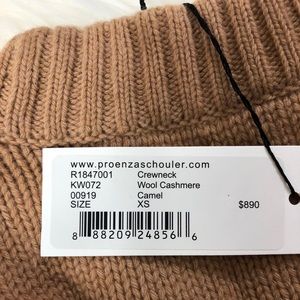 www.proenzaschouler.com
R1847001 Crewneck
KW072 Wool Cashmere
00919 Camel
SIZE XS $890
8 88209 24856 6